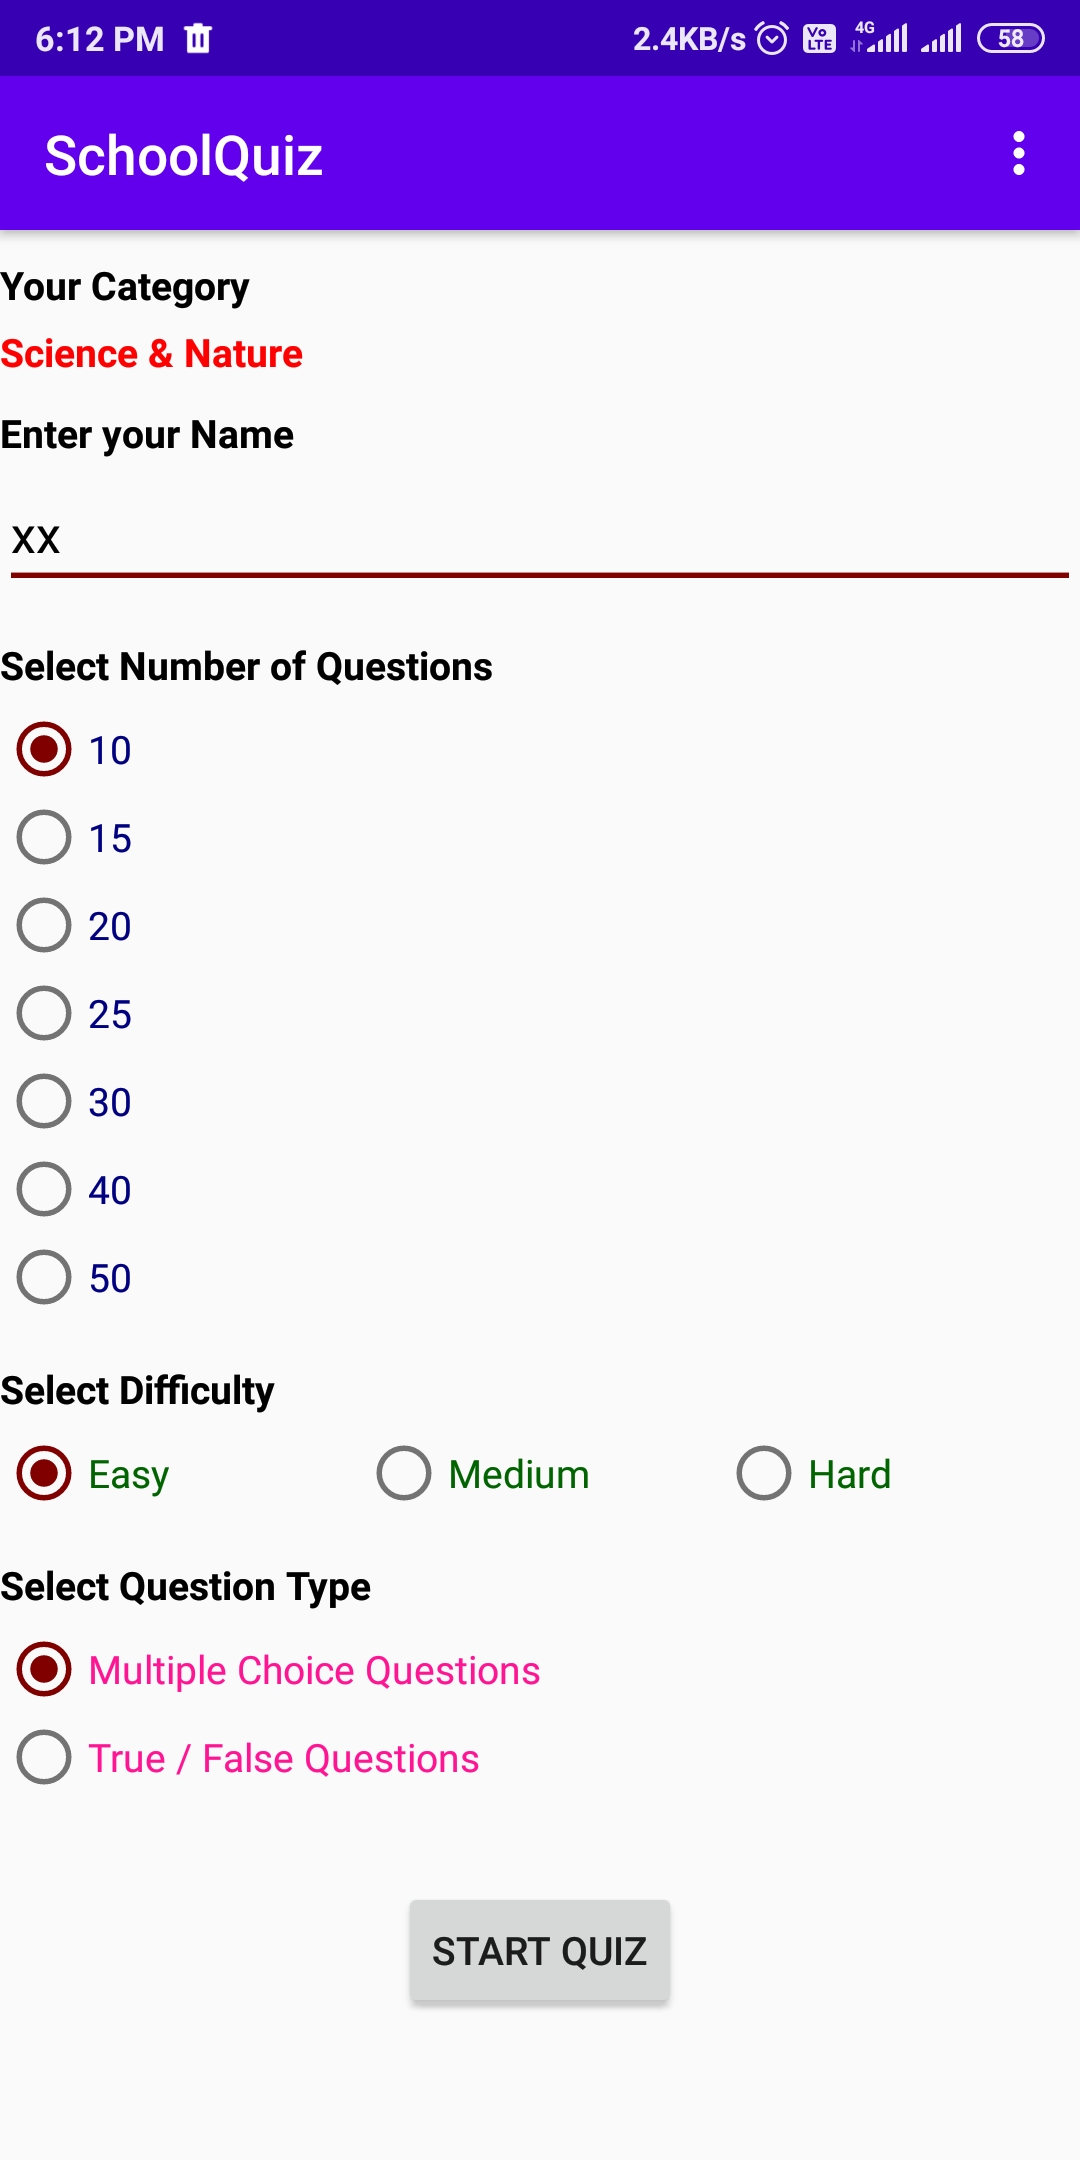 6:12 PM 2.4KB/s Vo LTE 4G 58
SchoolQuiz
Your Category
Science & Nature
Enter your Name
XX
Select Number of Questions
10
15
20
25
30
40
50
Select Difficulty
Easy Medium Hard
Select Question Type
Multiple Choice Questions
True / False Questions
START QUIZ